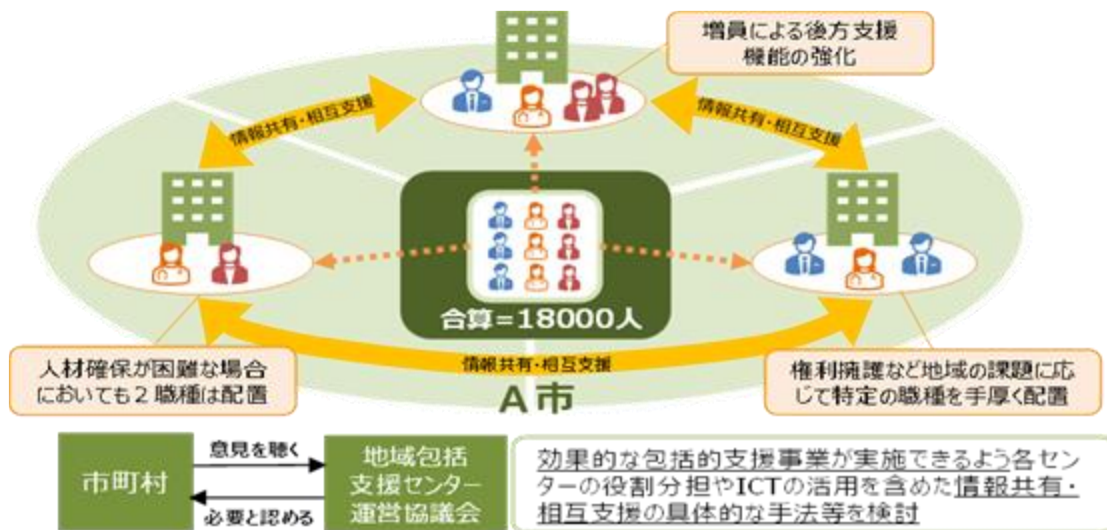 増員による後方支援
機能の強化
情報共有・相互支援
情報共有・相互支援
合算=18000人
情報共有・相互支援
人材確保が困難な場合
においても2職種は配置
権利擁護など地域の課題に応
じて特定の職種を手厚く配置
A市
市町村
意見を聴く
必要と認める
地域包括
支援センター
運営協議会
効果的な包括的支援事業が実施できるよう各セン
ターの役割分担やICTの活用を含めた情報共有・
相互支援の具体的な手法等を検討